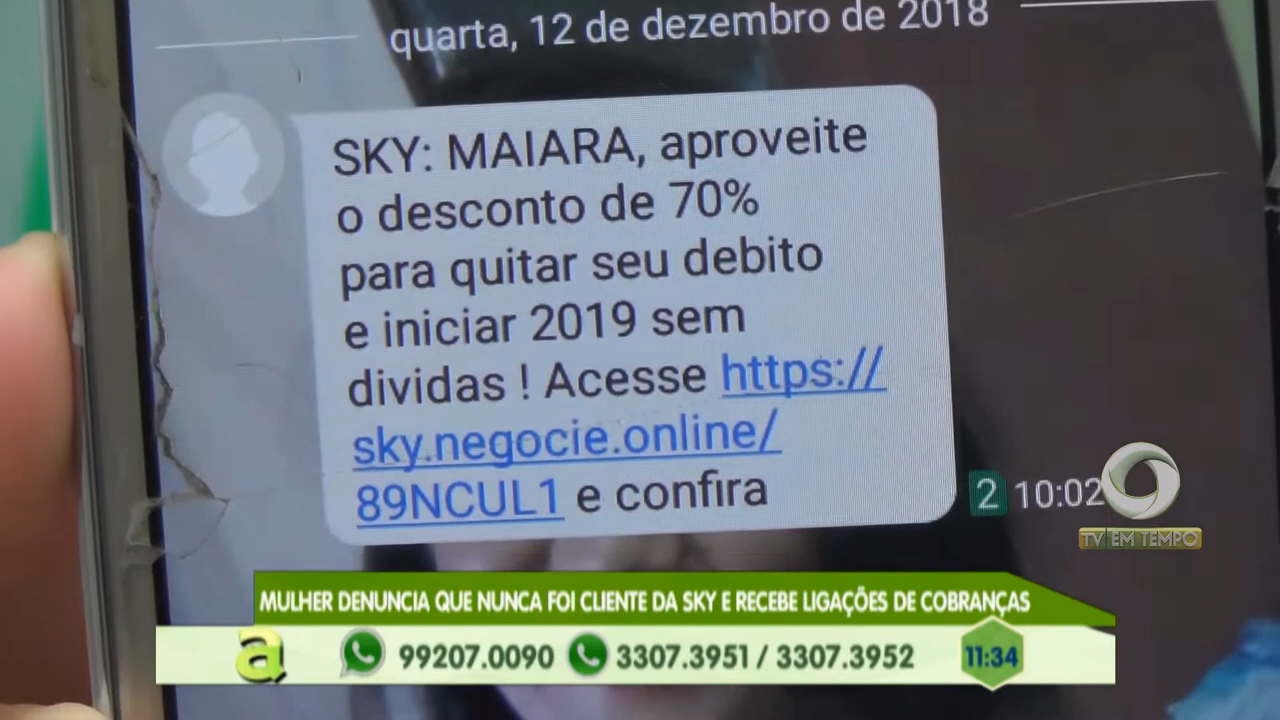 quarta, 12 de dezembro de 2018
SKY: MAIARA, aproveite
o desconto de 70%
para quitar seu debito
e iniciar 2019 sem
dividas ! Acesse https://
sky.negocie.online/
89NCUL1 e confira
2 10:02
TV EM TEMPO
MULHER DENUNCIA QUE NUNCA FOI CLIENTE DA SKY E RECEBE LIGAÇÕES DE COBRANÇAS
a 99207.0090 3307.3951 / 3307.3952 11:34